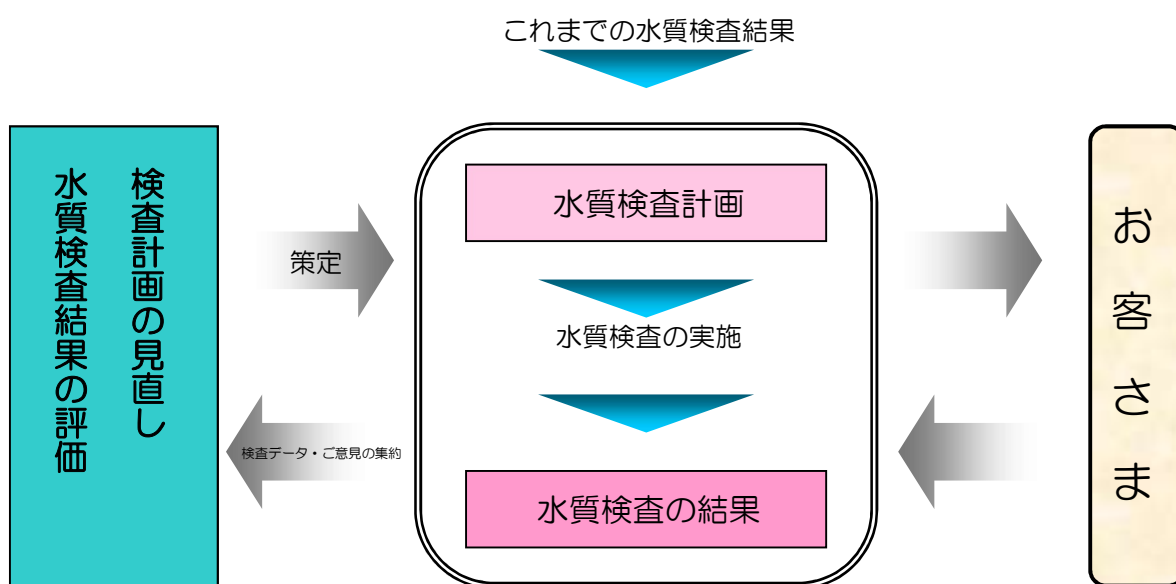 これまでの水質検査結果
検査計画の見直し
水質検査結果の評価
策定
検査データ・ご意見の集約
水質検査計画
水質検査の実施
水質検査の結果
お客さま